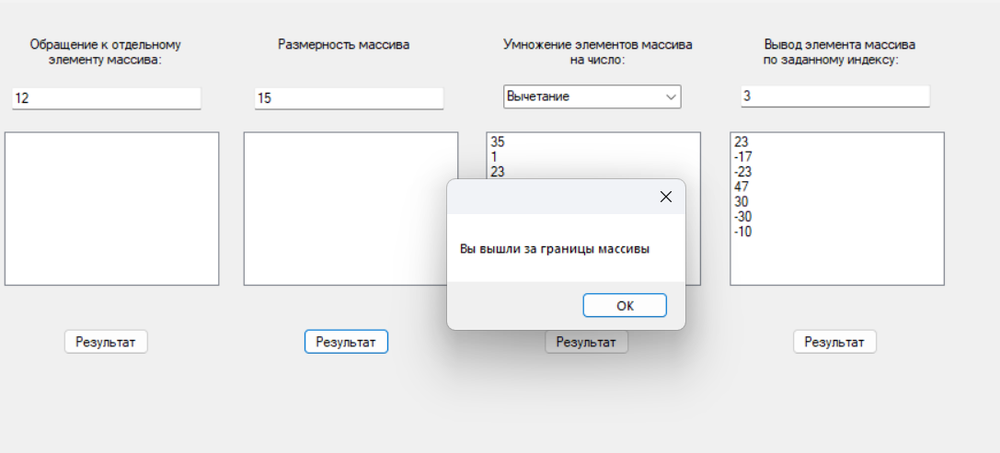 Обращение к отдельному
элементу массива:
12
Результат
Размерность массива
15
Результат
Умножение элементов массива
на число:
Вычетание
35
1
23
Результат
Вывод элемента массива
по заданному индексу:
3
23
-17
-23
47
30
-30
-10
Результат
Вы вышли за границы массивы
ОК